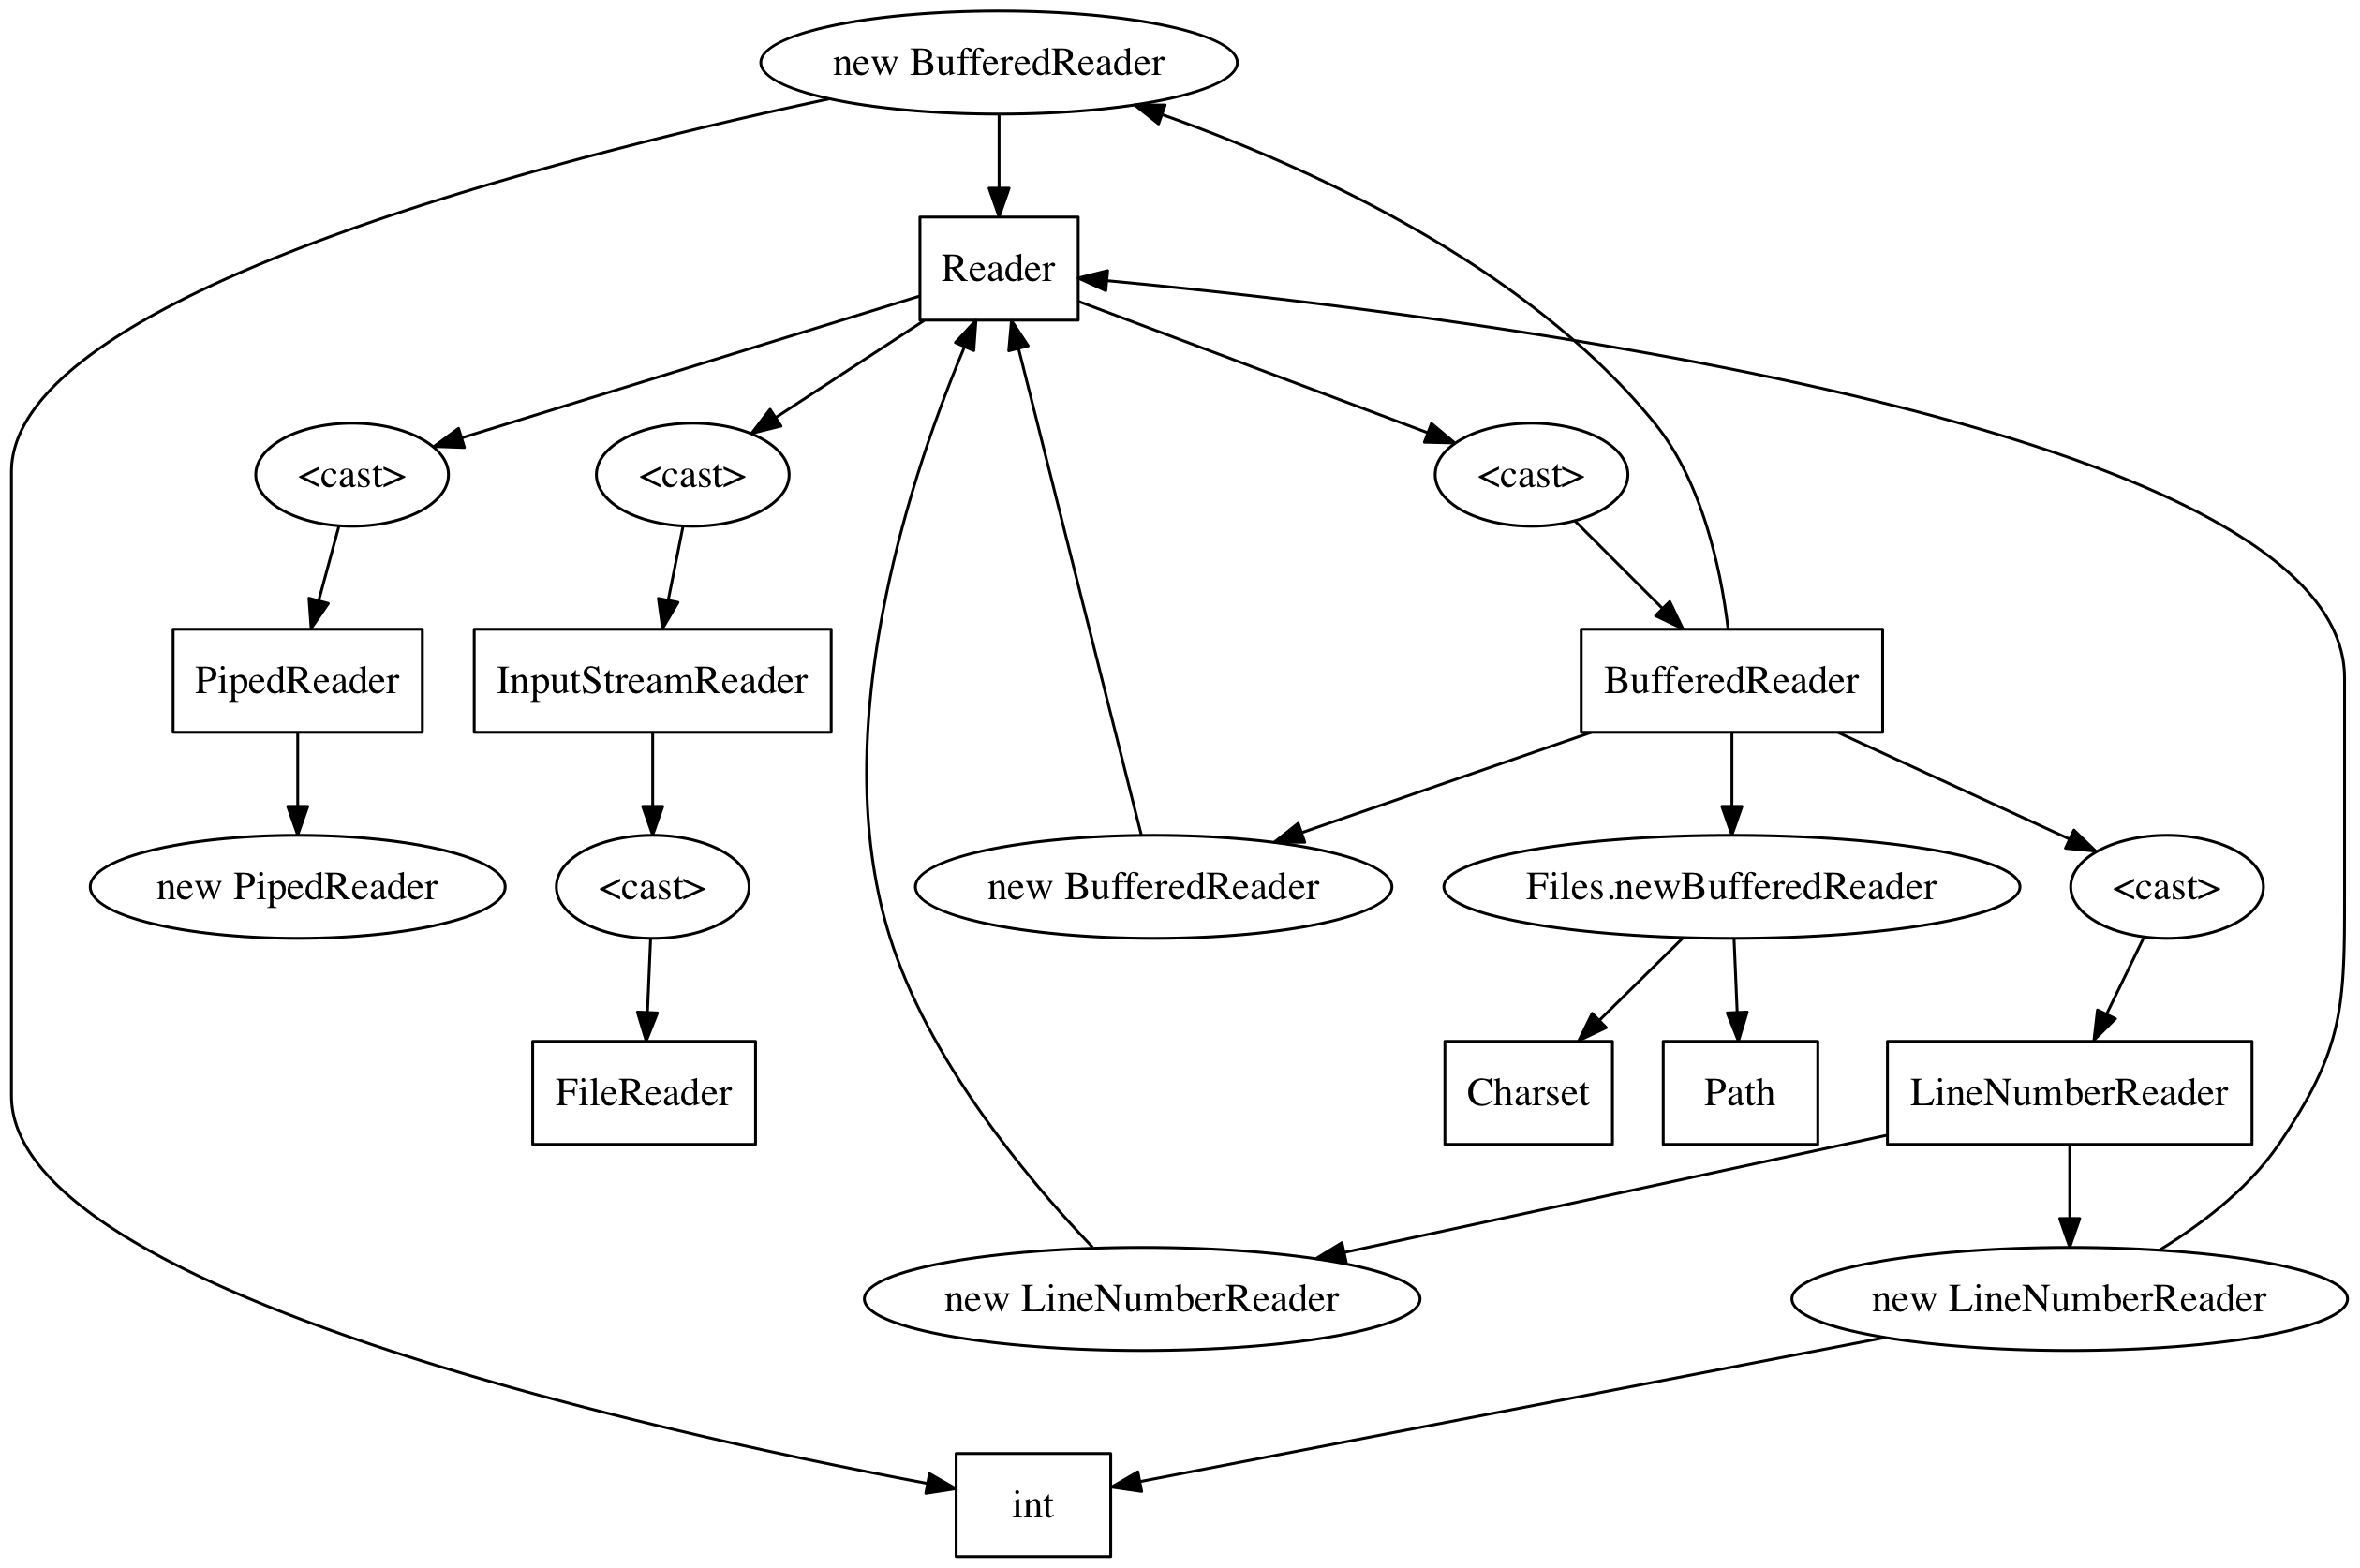 new BufferedReader
Reader
<cast>
<cast>
<cast>
PipedReader
InputStreamReader
BufferedReader
new PipedReader
<cast>
new BufferedReader
Files.newBufferedReader
<cast>
FileReader
Charset
Path
LineNumberReader
new LineNumberReader
new LineNumberReader
int